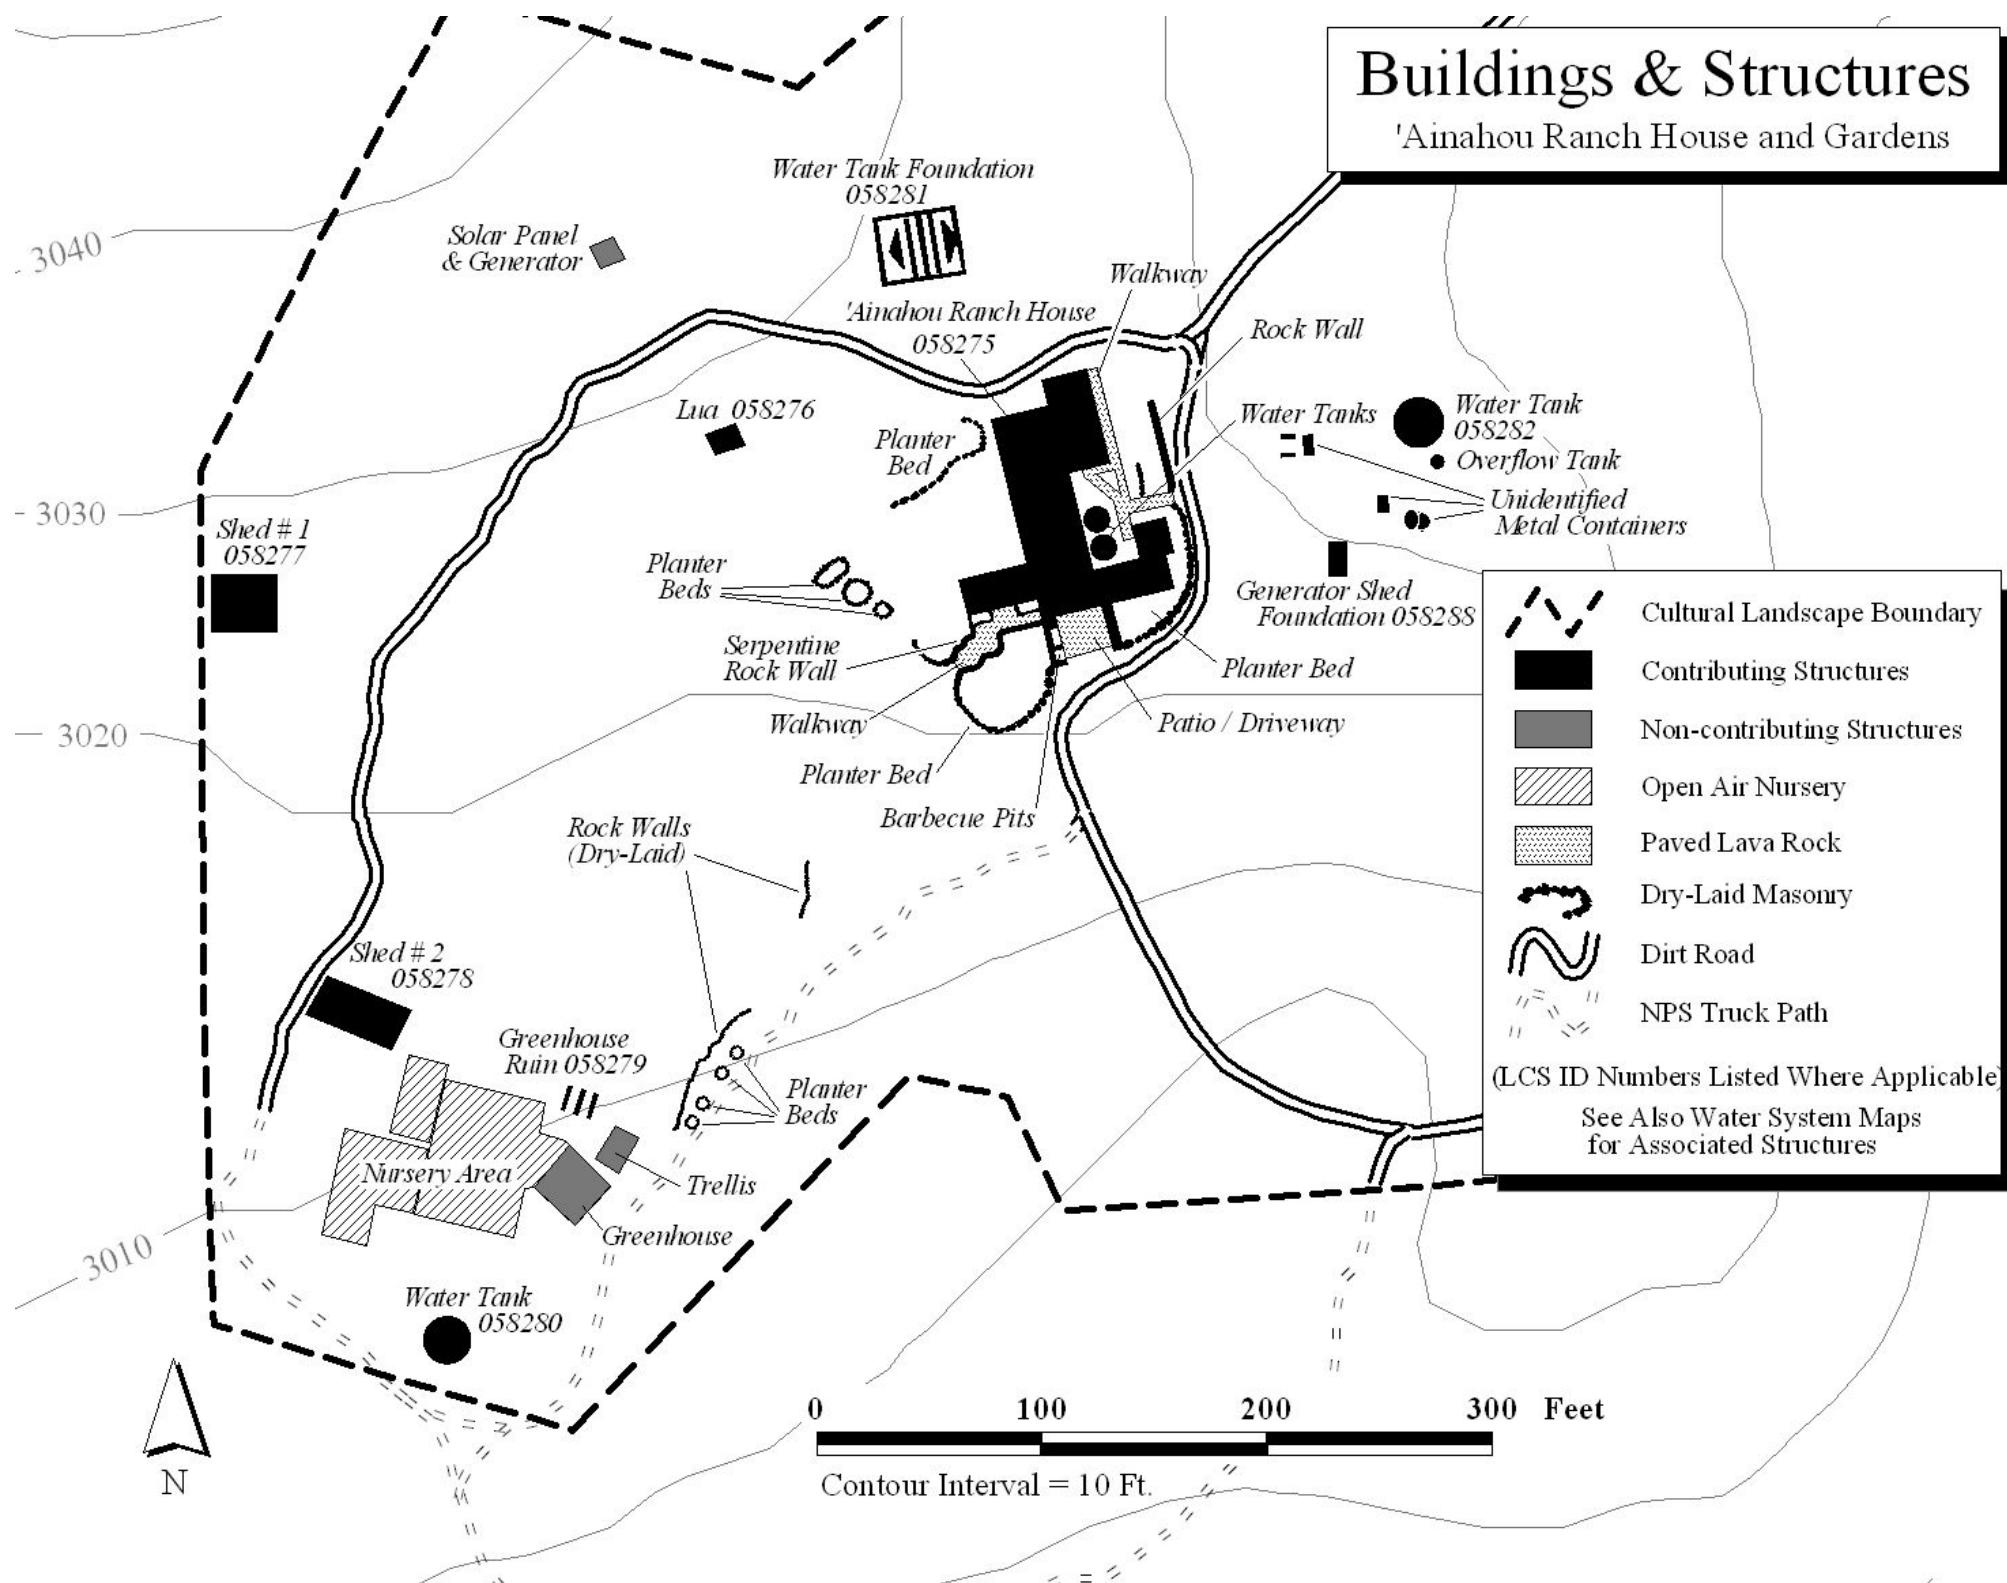 Buildings & Structures
'Ainahou Ranch House and Gardens
Water Tank Foundation
058281
Solar Panel
& Generator
3040
Walkway
'Ainahou Ranch House
058275
Rock Wall
Lua 058276
Planter
Bed
Water Tanks
Water Tank
058282
Overflow Tank
Unidentified
Metal Containers
3030
Shed # 1
058277
Planter
Beds
Generator Shed
Foundation 058288
Serpentine
Rock Wall
Planter Bed
3020
Walkway
Patio / Driveway
Planter Bed
Barbecue Pits
Rock Walls
(Dry-Laid)
Shed # 2
058278
Greenhouse
Ruin 058279
Planter
Beds
Nursery Area
Trellis
Greenhouse
3010
Water Tank
058280
Cultural Landscape Boundary
Contributing Structures
Non-contributing Structures
Open Air Nursery
Paved Lava Rock
Dry-Laid Masonry
Dirt Road
NPS Truck Path
(LCS ID Numbers Listed Where Applicable)
See Also Water System Maps
for Associated Structures
0 100 200 300 Feet
Contour Interval = 10 Ft.
N